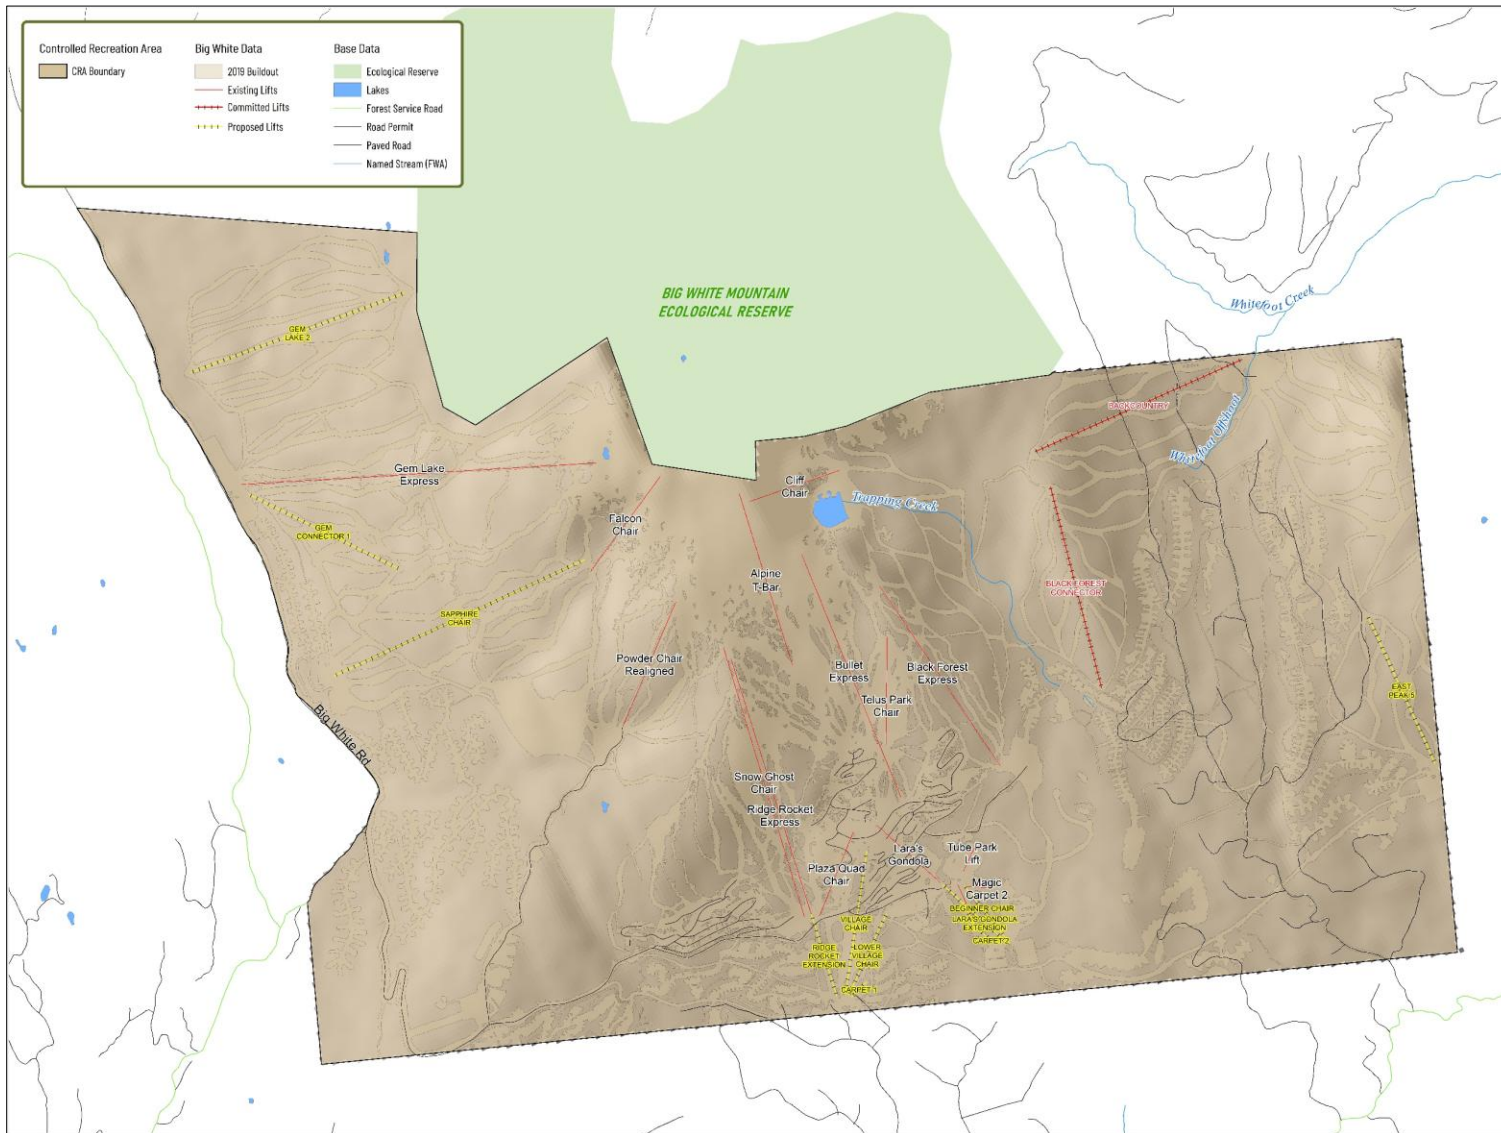 Controlled Recreation Area
CRA Boundary
Big White Data
2019 Buildout
Existing Lifts
Committed Lifts
Proposed Lifts
Base Data
Ecological Reserve
Lakes
Forest Service Road
Road Permit
Paved Road
Named Stream (FWA)
BIG WHITE MOUNTAIN
ECOLOGICAL RESERVE
Whitefoot Creek
GEM
LAKE 2
BACKCOUNTRY
Whitefoot Offshoot
Gem Lake
Express
Cliff
Chair
Trapping Creek
Falcon
Chair
GEM
CONNECTOR 1
Alpine
T-Bar
BLACK FOREST
CONNECTOR
SAPPHIRE
CHAIR
Powder Chair
Realigned
Bullet
Express
Black Forest
Express
EAST
PEAK 5
Telus Park
Chair
Big White Rd
Snow Ghost
Chair
Ridge Rocket
Express
Lara's
Gondola
Tube Park
Lift
Plaza Quad
Chair
Magic
Carpet 2
BEGINNER CHAIR
LARA'S GONDOLA
EXTENSION
CARPET 2
VILLAGE
CHAIR
RIDGE
ROCKET
EXTENSION
LOWER
VILLAGE
CHAIR
CARPET 1